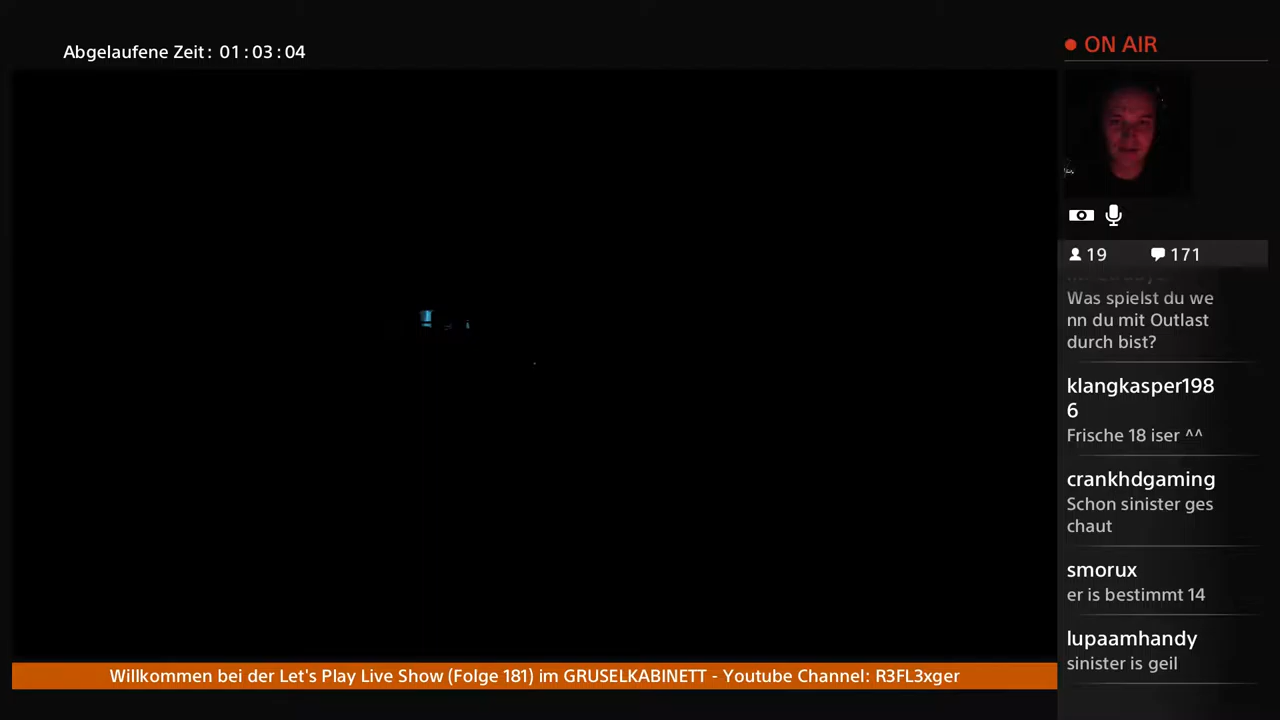 Abgelaufene Zeit: 01:03:04
ON AIR
19 171
Was spielst du we
nn du mit Outlast
durch bist?
klangkasper198
6
Frische 18 iser ^^
crankhdgaming
Schon sinister ges
chaut
smorux
er is bestimmt 14
lupaamhandy
sinister is geil
Willkommen bei der Let's Play Live Show (Folge 181) im GRUSELKABINETT - Youtube Channel: R3FL3xger